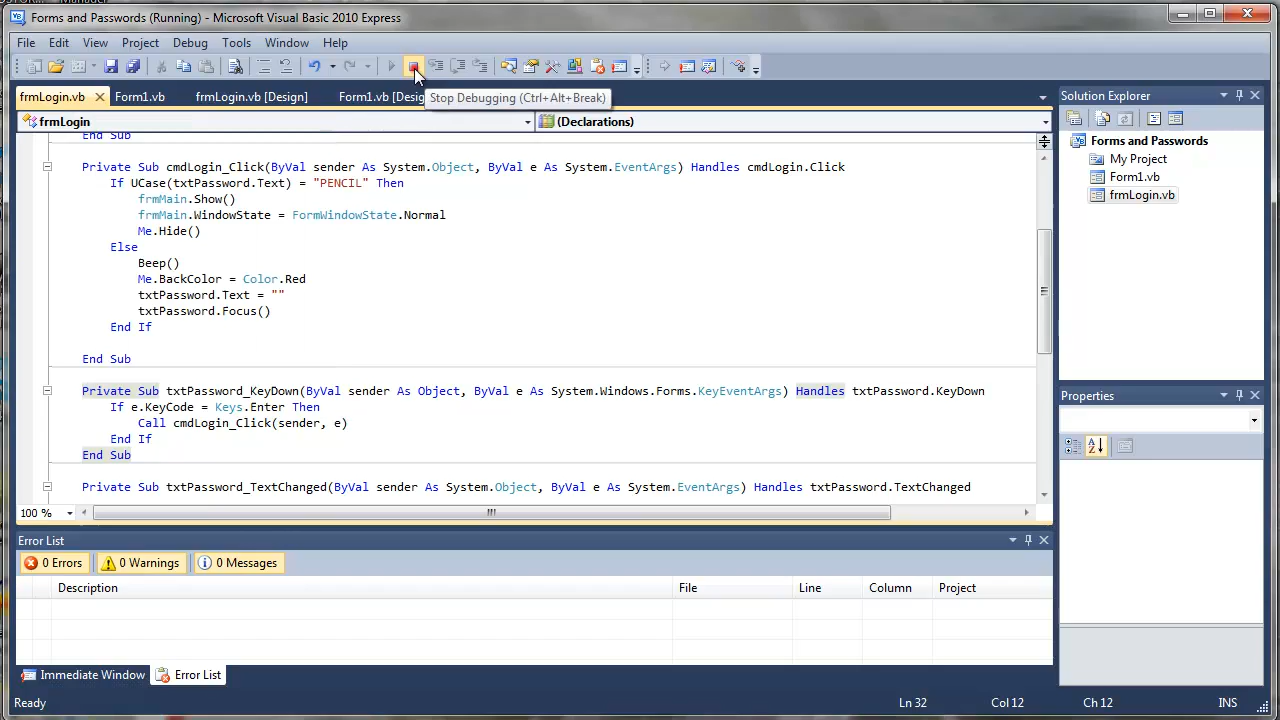 Forms and Passwords (Running) - Microsoft Visual Basic 2010 Express
File Edit View Project Debug Tools Window Help
Stop Debugging (Ctrl+Alt+Break)
frmLogin.vb Form1.vb frmLogin.vb [Design] Form1.vb [Desig
frmLogin (Declarations)
End Sub
Private Sub cmdLogin_Click(ByVal sender As System.Object, ByVal e As System.EventArgs) Handles cmdLogin.Click
If UCase(txtPassword.Text) = "PENCIL" Then
frmMain.Show()
frmMain.WindowState = FormWindowState.Normal
Me.Hide()
Else
Beep()
Me.BackColor = Color.Red
txtPassword.Text = ""
txtPassword.Focus()
End If
End Sub
Private Sub txtPassword_KeyDown(ByVal sender As Object, ByVal e As System.Windows.Forms.KeyEventArgs) Handles txtPassword.KeyDown
If e.KeyCode = Keys.Enter Then
Call cmdLogin_Click(sender, e)
End If
End Sub
Private Sub txtPassword_TextChanged(ByVal sender As System.Object, ByVal e As System.EventArgs) Handles txtPassword.TextChanged
100 %
Solution Explorer
Forms and Passwords
My Project
Form1.vb
frmLogin.vb
Properties
Error List
0 Errors 0 Warnings 0 Messages
Description File Line Column Project
Immediate Window Error List
Ready Ln 32 Col 12 Ch 12 INS